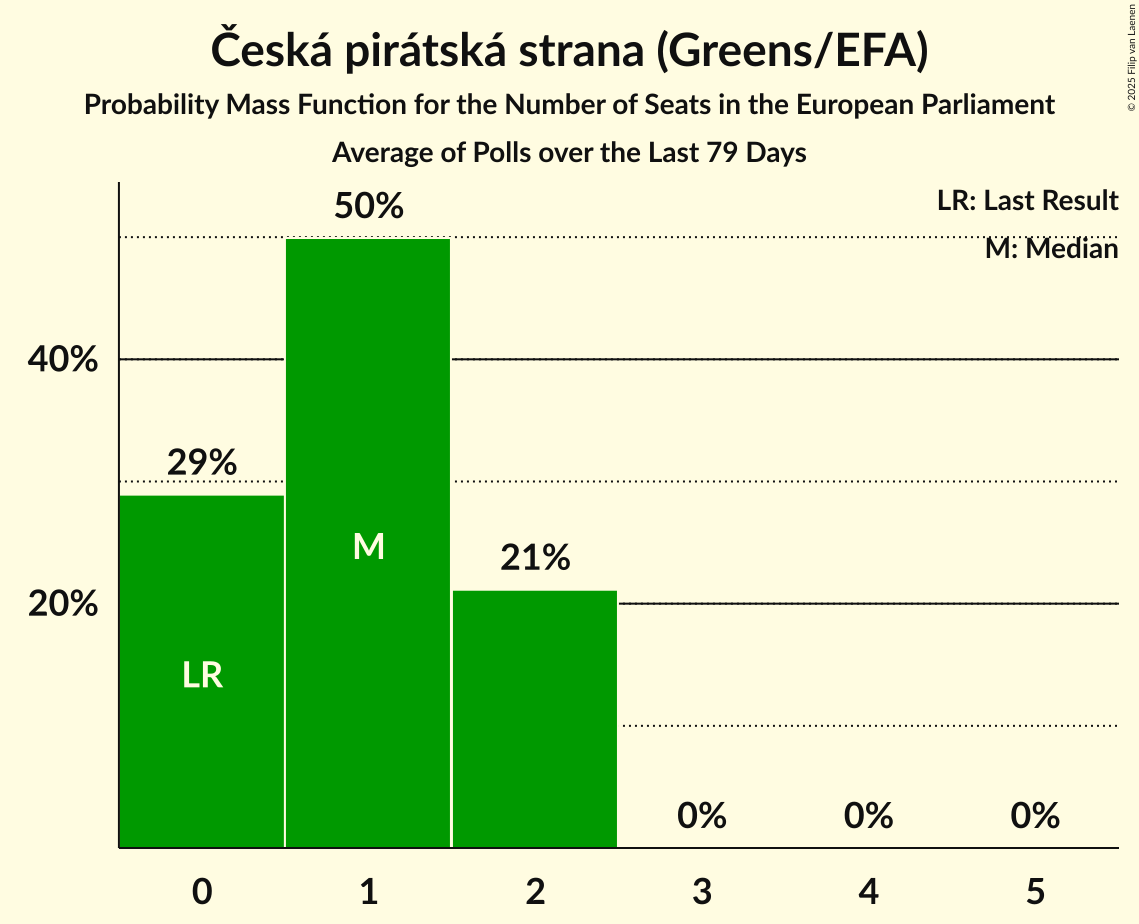 Česká pirátská strana (Greens/EFA)
Probability Mass Function for the Number of Seats in the European Parliament
Average of Polls over the Last 79 Days
© 2025 Filip van Laenen
LR: Last Result
M: Median
50%
40%
29%
M
21%
20%
LR
0% 0% 0%
0 1 2 3 4 5